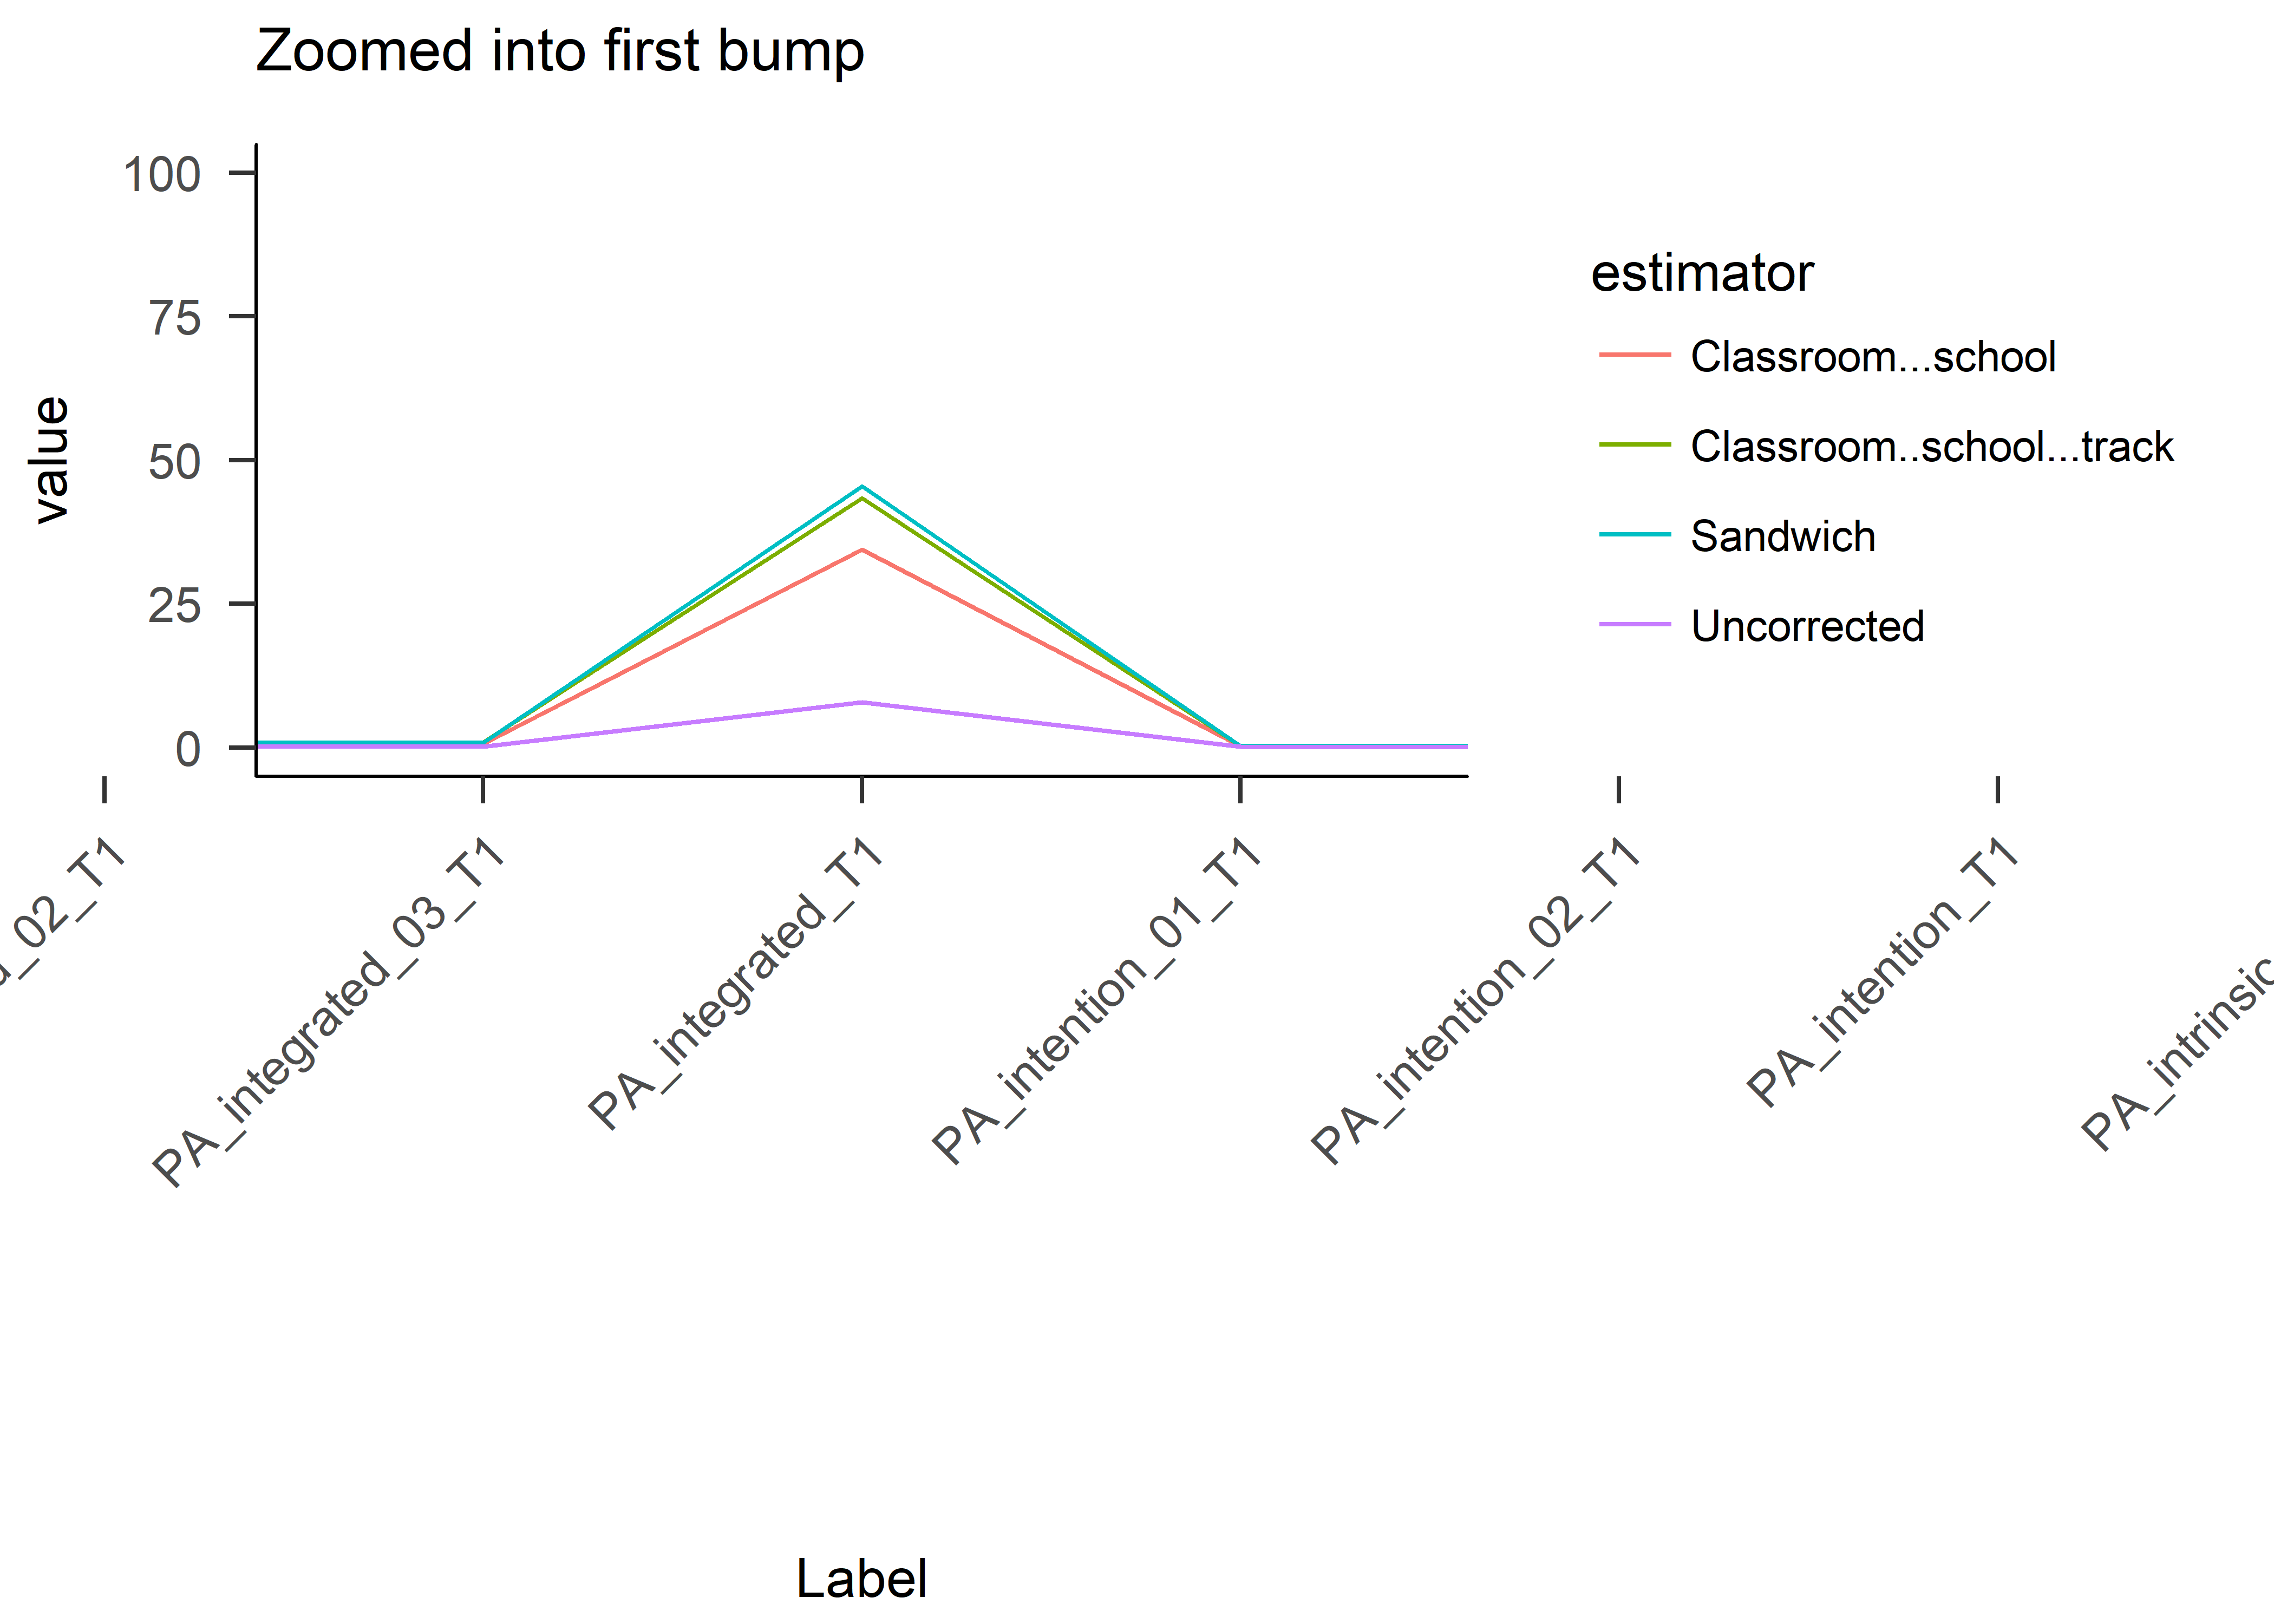 Zoomed into first bump
value
100
75
50
25
0
estimator
Classroom...school
Classroom..school...track
Sandwich
Uncorrected
_02_T1
PA_integrated_03_T1
PA_integrated_T1
PA_intention_01_T1
PA_intention_02_T1
PA_intention_T1
PA_intrinsic
Label